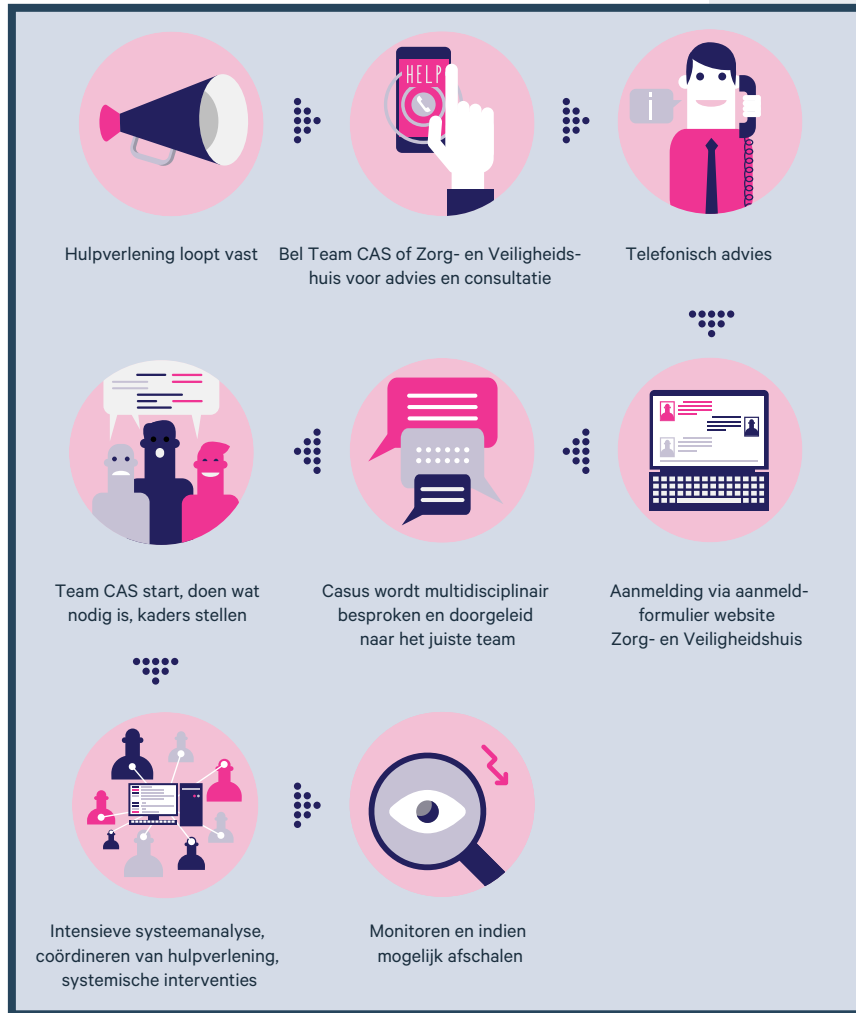 HELP
i
Hulpverlening loopt vast
Bel Team CAS of Zorg- en Veiligheids-
huis voor advies en consultatie
Telefonisch advies
Aanmelding via aanmeld-
formulier website
Zorg- en Veiligheidshuis
Casus wordt multidisciplinair
besproken en doorgeleid
naar het juiste team
Team CAS start, doen wat
nodig is, kaders stellen
Intensieve systeemanalyse,
coördineren van hulpverlening,
systemische interventies
Monitoren en indien
mogelijk afschalen